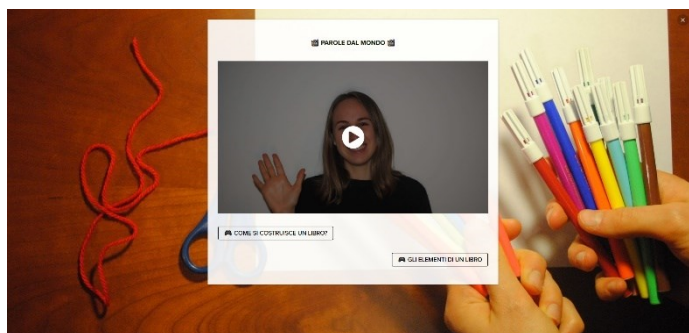 PAROLE DAL MONDO
COME SI COSTRUISCE UN LIBRO?
GLI ELEMENTI DI UN LIBRO